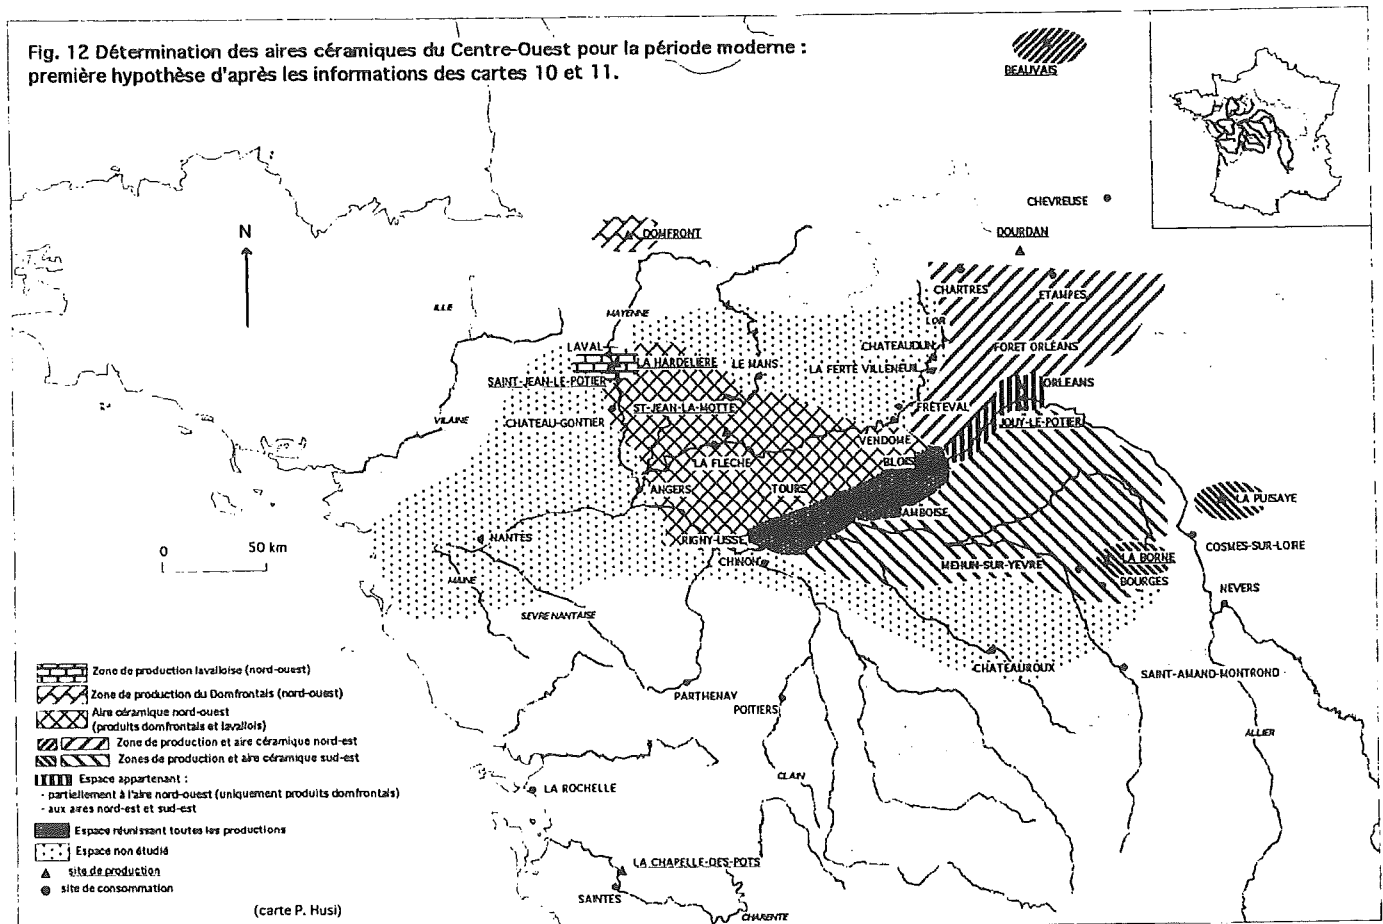 Fig. 12 Détermination des aires céramiques du Centre-Ouest pour la période moderne :
première hypothèse d'après les informations des cartes 10 et 11.
BEAUVAIS
CHEVREUSE
N
DOMFRONT
DOURDAN
CHARTRES
ETAMPES
ILLE
MAYENNE
LOIR
LAVAL
CHATEAUDUN
FORET ORLÉANS
LA HARDELIÈRE
LE MANS
LA FERTÉ VILLENEUIL
SAINT-JEAN-LE-POTIER
ORLEANS
ST-JEAN-LA-MOTTE
FRÉTEVAL
VILAINE
CHATEAU-GONTIER
JOUY-LE-POTIER
VENDOME
LA FLECHE
BLOIS
ANGERS
TOURS
LA PUISAYE
AMBOISE
NANTES
RIGNY-USSE
COSMES-SUR-LOIRE
0 50 km
CHINON
MEHUN-SUR-YEVRE
LA BORNE
MAINE
BOURGES
NEVERS
SEVRE NANTAISE
CHATEAUROUX
SAINT-AMAND-MONTROND
PARTHENAY
POITIERS
ALLIER
CLAIN
LA ROCHELLE
LA CHAPELLE-DES-POTS
SAINTES
CHARENTE
Zone de production lavalloise (nord-ouest)
Zone de production du Domfrontais (nord-ouest)
Aire céramique nord-ouest
(produits domfrontais et lavallois)
Zone de production et aire céramique nord-est
Zones de production et aire céramique sud-est
Espace appartenant :
- partiellement à l'aire nord-ouest (uniquement produits domfrontais)
- aux aires nord-est et sud-est
Espace réunissant toutes les productions
Espace non étudié
site de production
site de consommation
(carte P. Husi)